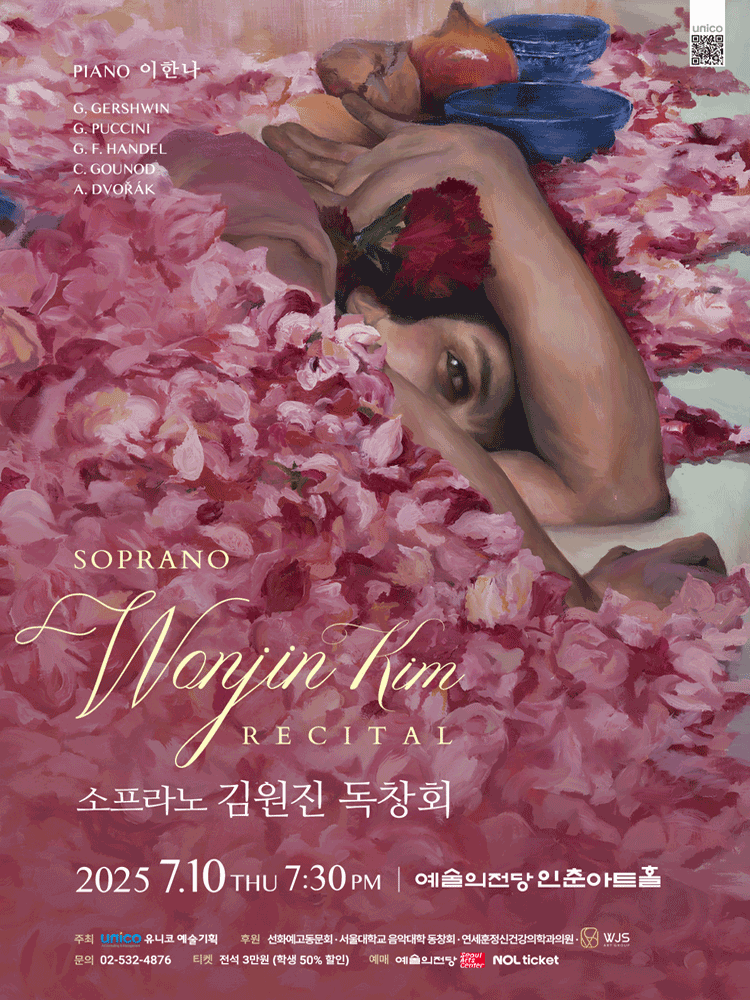 unico
PIANO 이한나
G. GERSHWIN
G. PUCCINI
G. F. HANDEL
C. GOUNOD
A. DVOŘÁK
SOPRANO
Wonjin Kim
RECITAL
소프라노 김원진 독창회
2025 7.10 THU 7:30 PM | 예술의전당 인춘아트홀
주최 unico 유니코 예술기획 후원 선화예고동문회 · 서울대학교 음악대학 동창회 · 연세훈정신건강의학과의원 · WJS ART GROUP
문의 02-532-4876 티켓 전석 3만원 (학생 50% 할인) 예매 예술의전당 Seoul Arts Center NOL ticket